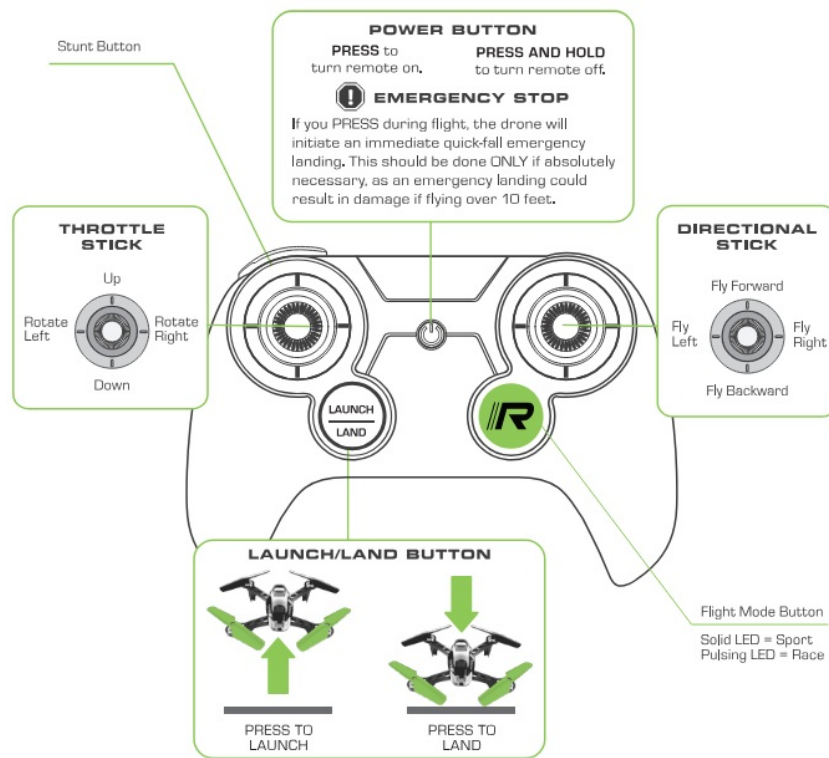 Stunt Button
POWER BUTTON
PRESS to
turn remote on.
PRESS AND HOLD
to turn remote off.
EMERGENCY STOP
If you PRESS during flight, the drone will
initiate an immediate quick-fall emergency
landing. This should be done ONLY if absolutely
necessary, as an emergency landing could
result in damage if flying over 10 feet.
THROTTLE
STICK
Up
Rotate
Left
Rotate
Right
Down
DIRECTIONAL
STICK
Fly Forward
Fly
Left
Fly
Right
Fly Backward
LAUNCH
LAND
R
LAUNCH/LAND BUTTON
PRESS TO
LAUNCH
PRESS TO
LAND
Flight Mode Button
Solid LED = Sport
Pulsing LED = Race